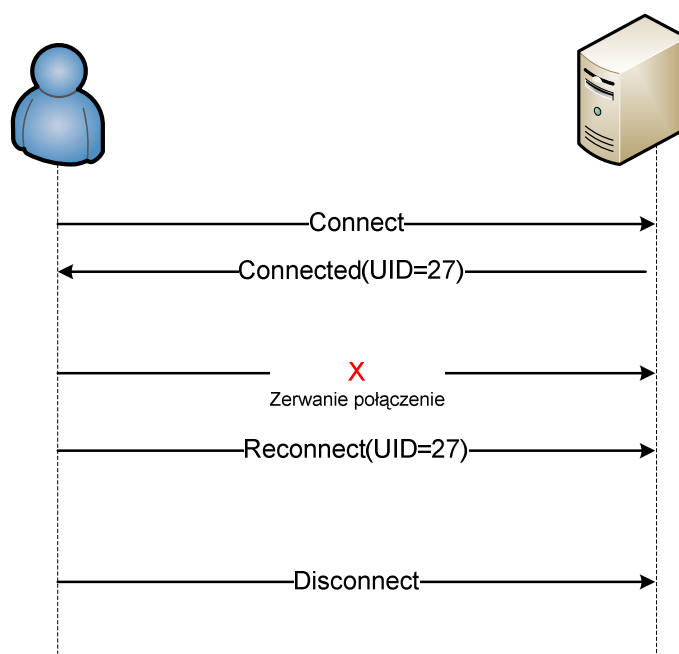 Connect
Connected(UID=27)
X
Zerwanie połączenie
Reconnect(UID=27)
Disconnect